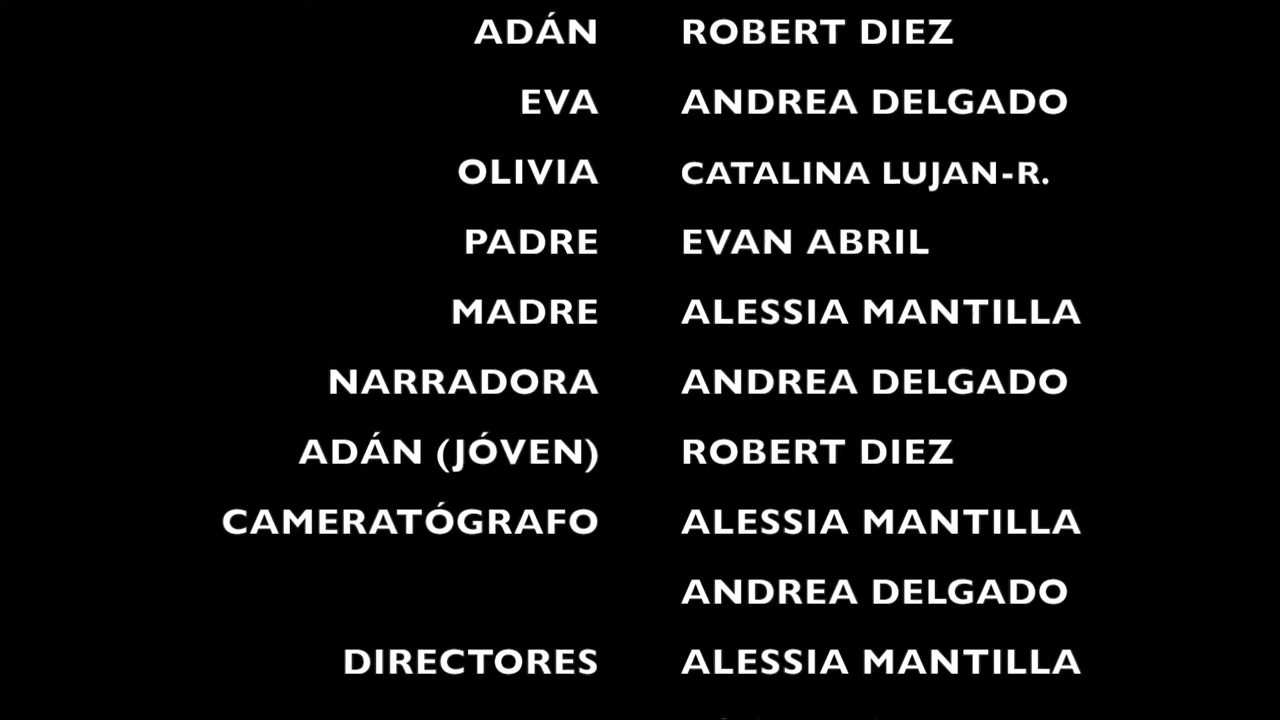 ADÁN ROBERT DIEZ
EVA ANDREA DELGADO
OLIVIA CATALINA LUJAN-R.
PADRE EVAN ABRIL
MADRE ALESSIA MANTILLA
NARRADORA ANDREA DELGADO
ADÁN (JÓVEN) ROBERT DIEZ
CAMERATÓGRAFO ALESSIA MANTILLA
ANDREA DELGADO
DIRECTORES ALESSIA MANTILLA